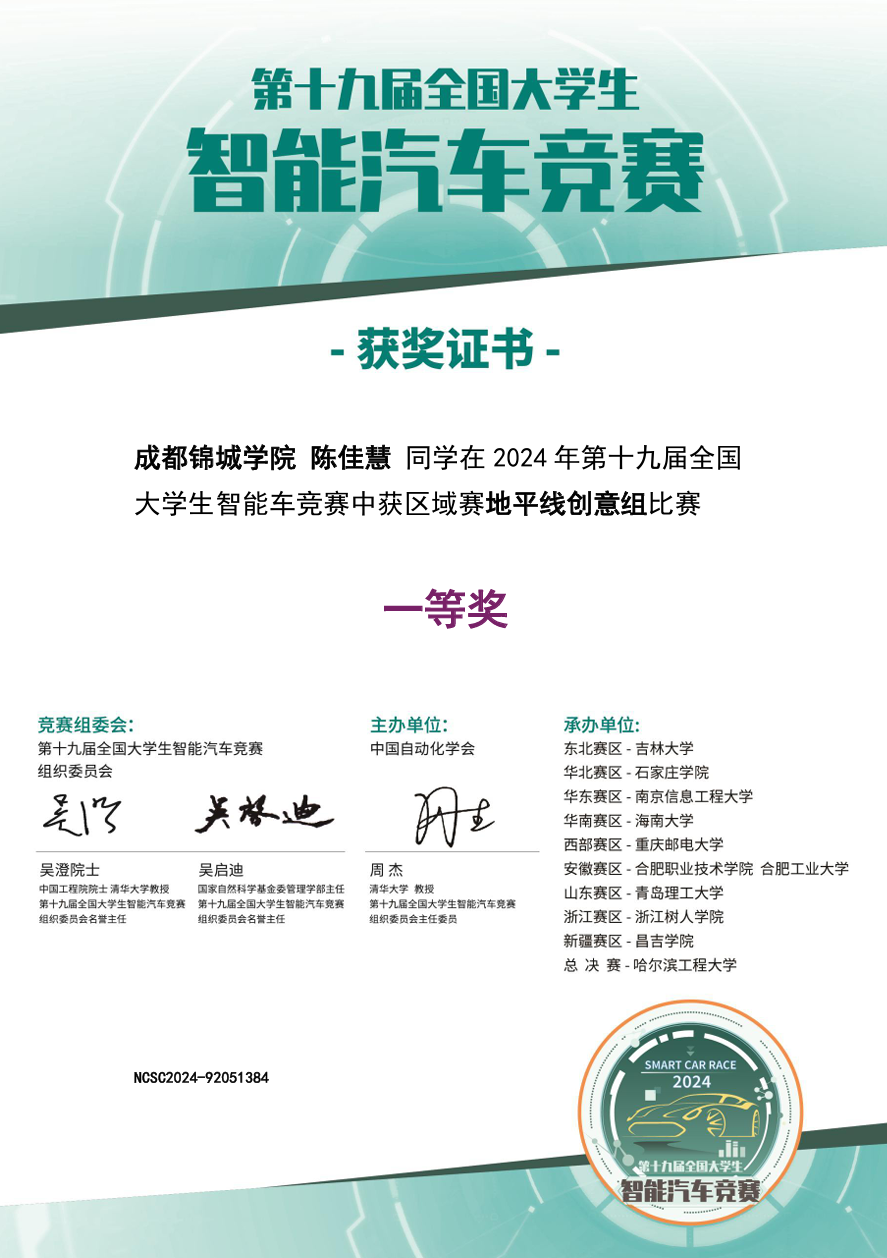 第十九届全国大学生
智能汽车竞赛
- 获奖证书 -
成都锦城学院 陈佳慧 同学在 2024 年第十九届全国
大学生智能车竞赛中获区域赛地平线创意组比赛
一等奖
竞赛组委会:
第十九届全国大学生智能汽车竞赛
组织委员会
吴澄
吴澄院士
中国工程院院士 清华大学教授
第十九届全国大学生智能汽车竞赛
组织委员会名誉主任
吴启迪
吴启迪
国家自然科学基金委管理学部主任
第十九届全国大学生智能汽车竞赛
组织委员会名誉主任
主办单位:
中国自动化学会
周 杰
清华大学 教授
第十九届全国大学生智能汽车竞赛
组织委员会主任委员
承办单位:
东北赛区 - 吉林大学
华北赛区 - 石家庄学院
华东赛区 - 南京信息工程大学
华南赛区 - 海南大学
西部赛区 - 重庆邮电大学
安徽赛区 - 合肥职业技术学院 合肥工业大学
山东赛区 - 青岛理工大学
浙江赛区 - 浙江树人学院
新疆赛区 - 昌吉学院
总 决 赛 - 哈尔滨工程大学
NCSC2024-92051384
SMART CAR RACE
2024
第十九届全国大学生
智能汽车竞赛